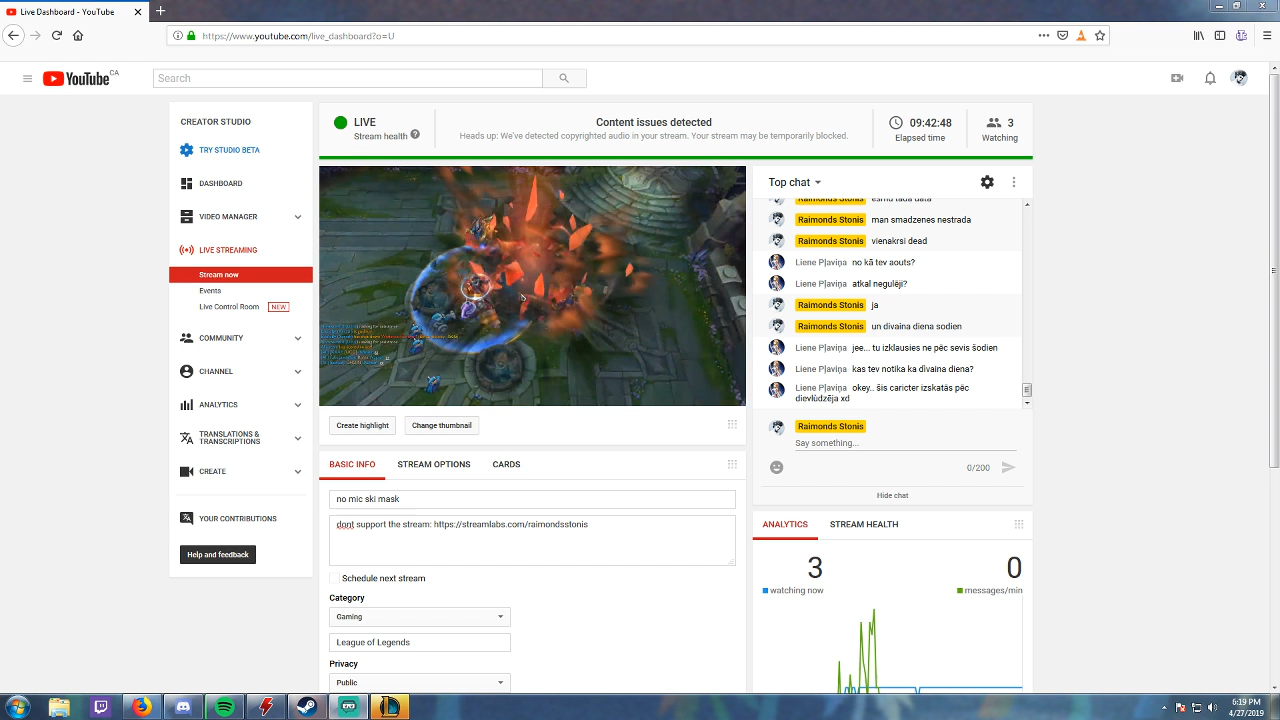 Live Dashboard - YouTube
https://www.youtube.com/live_dashboard?o=U
YouTube CA
Search
CREATOR STUDIO
TRY STUDIO BETA
DASHBOARD
VIDEO MANAGER
LIVE STREAMING
Stream now
Events
Live Control Room NEW
COMMUNITY
CHANNEL
ANALYTICS
TRANSLATIONS &
TRANSCRIPTIONS
CREATE
YOUR CONTRIBUTIONS
Help and feedback
LIVE
Stream health ?
Content issues detected
Heads up: We've detected copyrighted audio in your stream. Your stream may be temporarily blocked.
09:42:48
Elapsed time
3
Watching
Create highlight
Change thumbnail
BASIC INFO STREAM OPTIONS CARDS
no mic ski mask
dont support the stream: https://streamlabs.com/raimondsstonis
Schedule next stream
Category
Gaming
League of Legends
Privacy
Public
Top chat
Raimonds Stonis esmu tāda data
Raimonds Stonis man smadzenes nestrada
Raimonds Stonis vienakrsi dead
Liene Pļaviņa no kā tev aouts?
Liene Pļaviņa atkal negulēji?
Raimonds Stonis ja
Raimonds Stonis un divaina diena sodien
Liene Pļaviņa jee... tu izklausies ne pēc sevis šodien
Liene Pļaviņa kas tev notika ka dīvaina diena?
Liene Pļaviņa okey.. šis caricter izskatās pēc
dievlūdzēja xd
Raimonds Stonis
Say something...
0/200
Hide chat
ANALYTICS STREAM HEALTH
3
watching now
0
messages/min
6:19 PM
4/27/2019